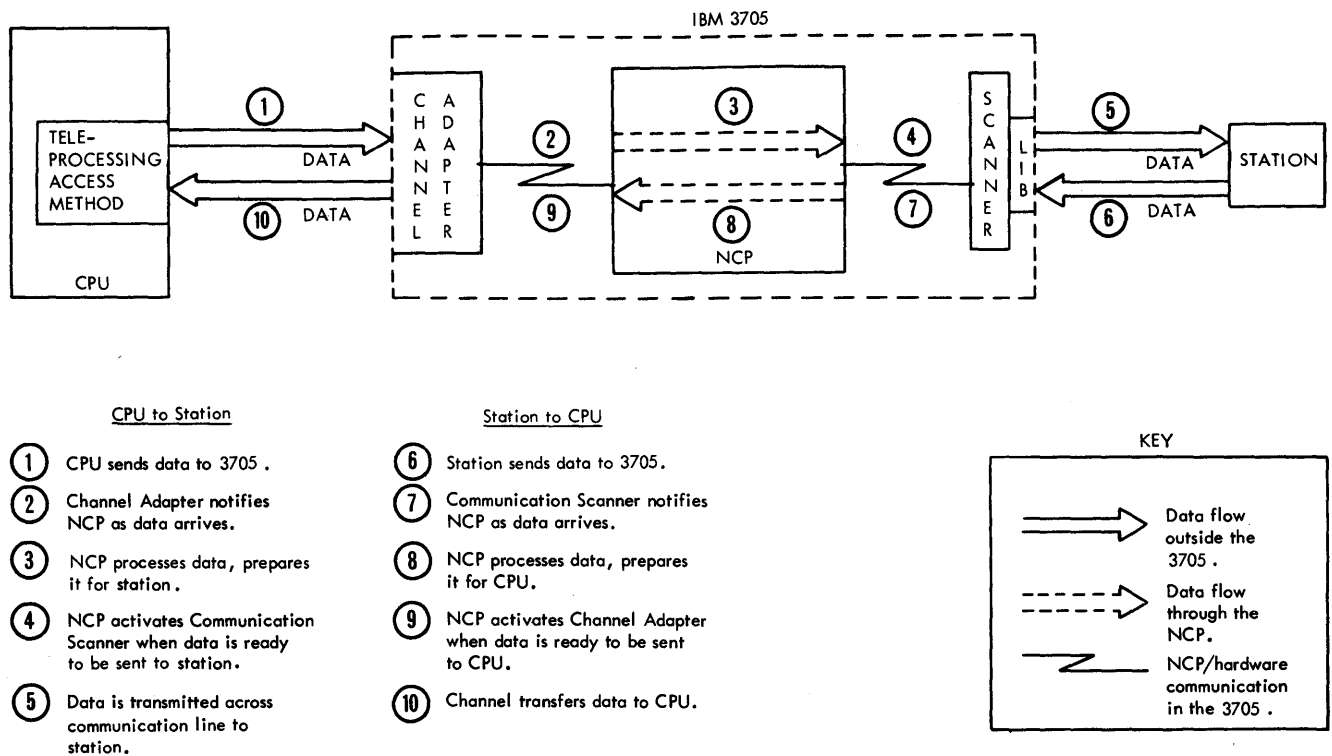 IBM 3705
TELE-
PROCESSING
ACCESS
METHOD
CPU
1
DATA
DATA
10
CHANNEL
ADAPTER
2
9
3
8
NCP
4
7
SCANNER
LIB
5
DATA
DATA
6
STATION
CPU to Station
1 CPU sends data to 3705 .
2 Channel Adapter notifies
NCP as data arrives.
3 NCP processes data, prepares
it for station .
4 NCP activates Communication
Scanner when data is ready
to be sent to station.
5 Data is transmitted across
communication line to
station.
Station to CPU
6 Station sends data to 3705.
7 Communication Scanner notifies
NCP as data arrives.
8 NCP processes data, prepares
it for CPU.
9 NCP activates Channel Adapter
when data is ready to be sent
to CPU.
10 Channel transfers data to CPU.
KEY
Data flow
outside the
3705 .
Data flow
through the
NCP.
NCP/hardware
communication
in the 3705 .